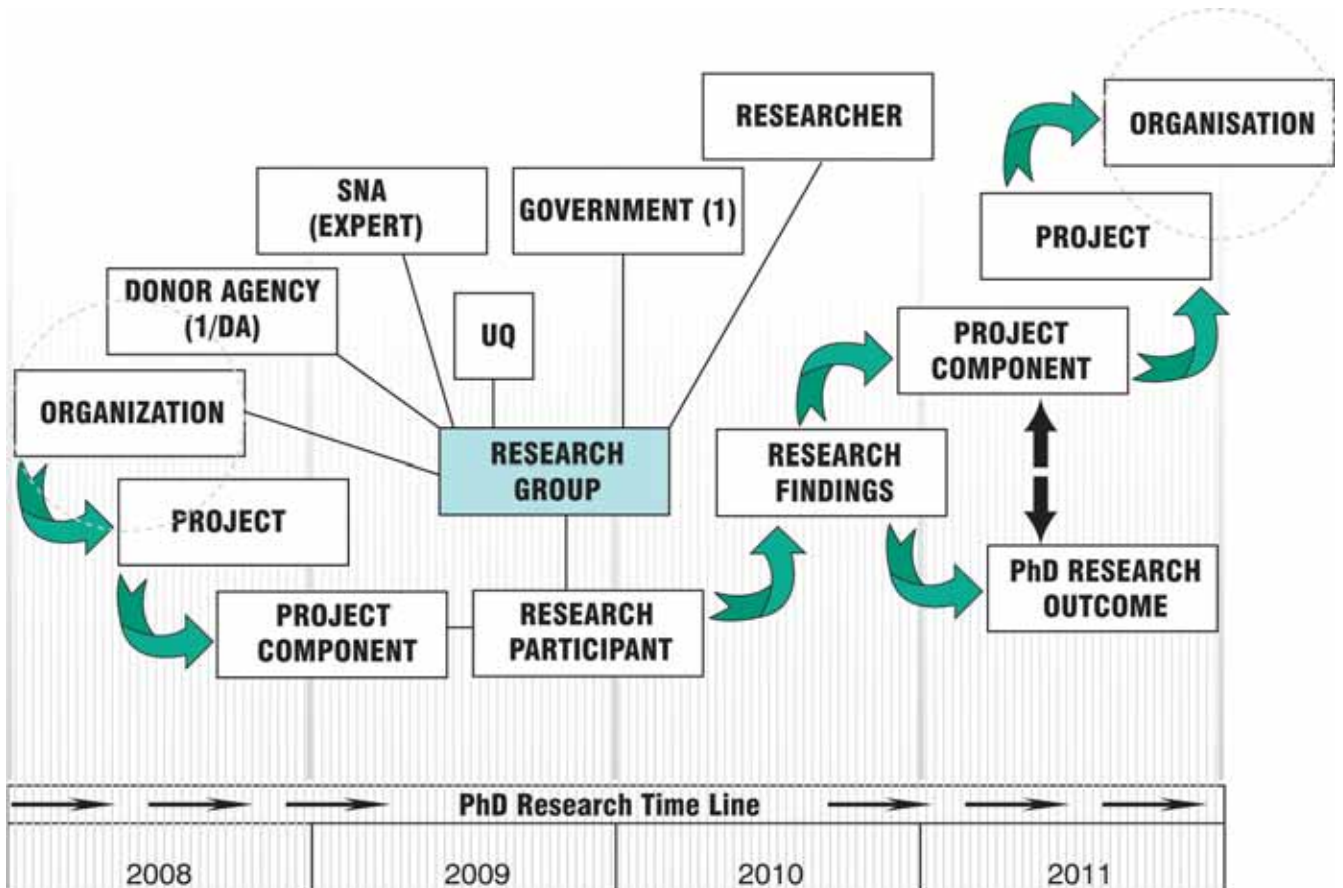 RESEARCHER
ORGANISATION
SNA
(EXPERT)
GOVERNMENT (1)
PROJECT
DONOR AGENCY
(1/DA)
UQ
PROJECT
COMPONENT
ORGANIZATION
RESEARCH
GROUP
RESEARCH
FINDINGS
PROJECT
PhD RESEARCH
OUTCOME
PROJECT
COMPONENT
RESEARCH
PARTICIPANT
PhD Research Time Line
2008
2009
2010
2011